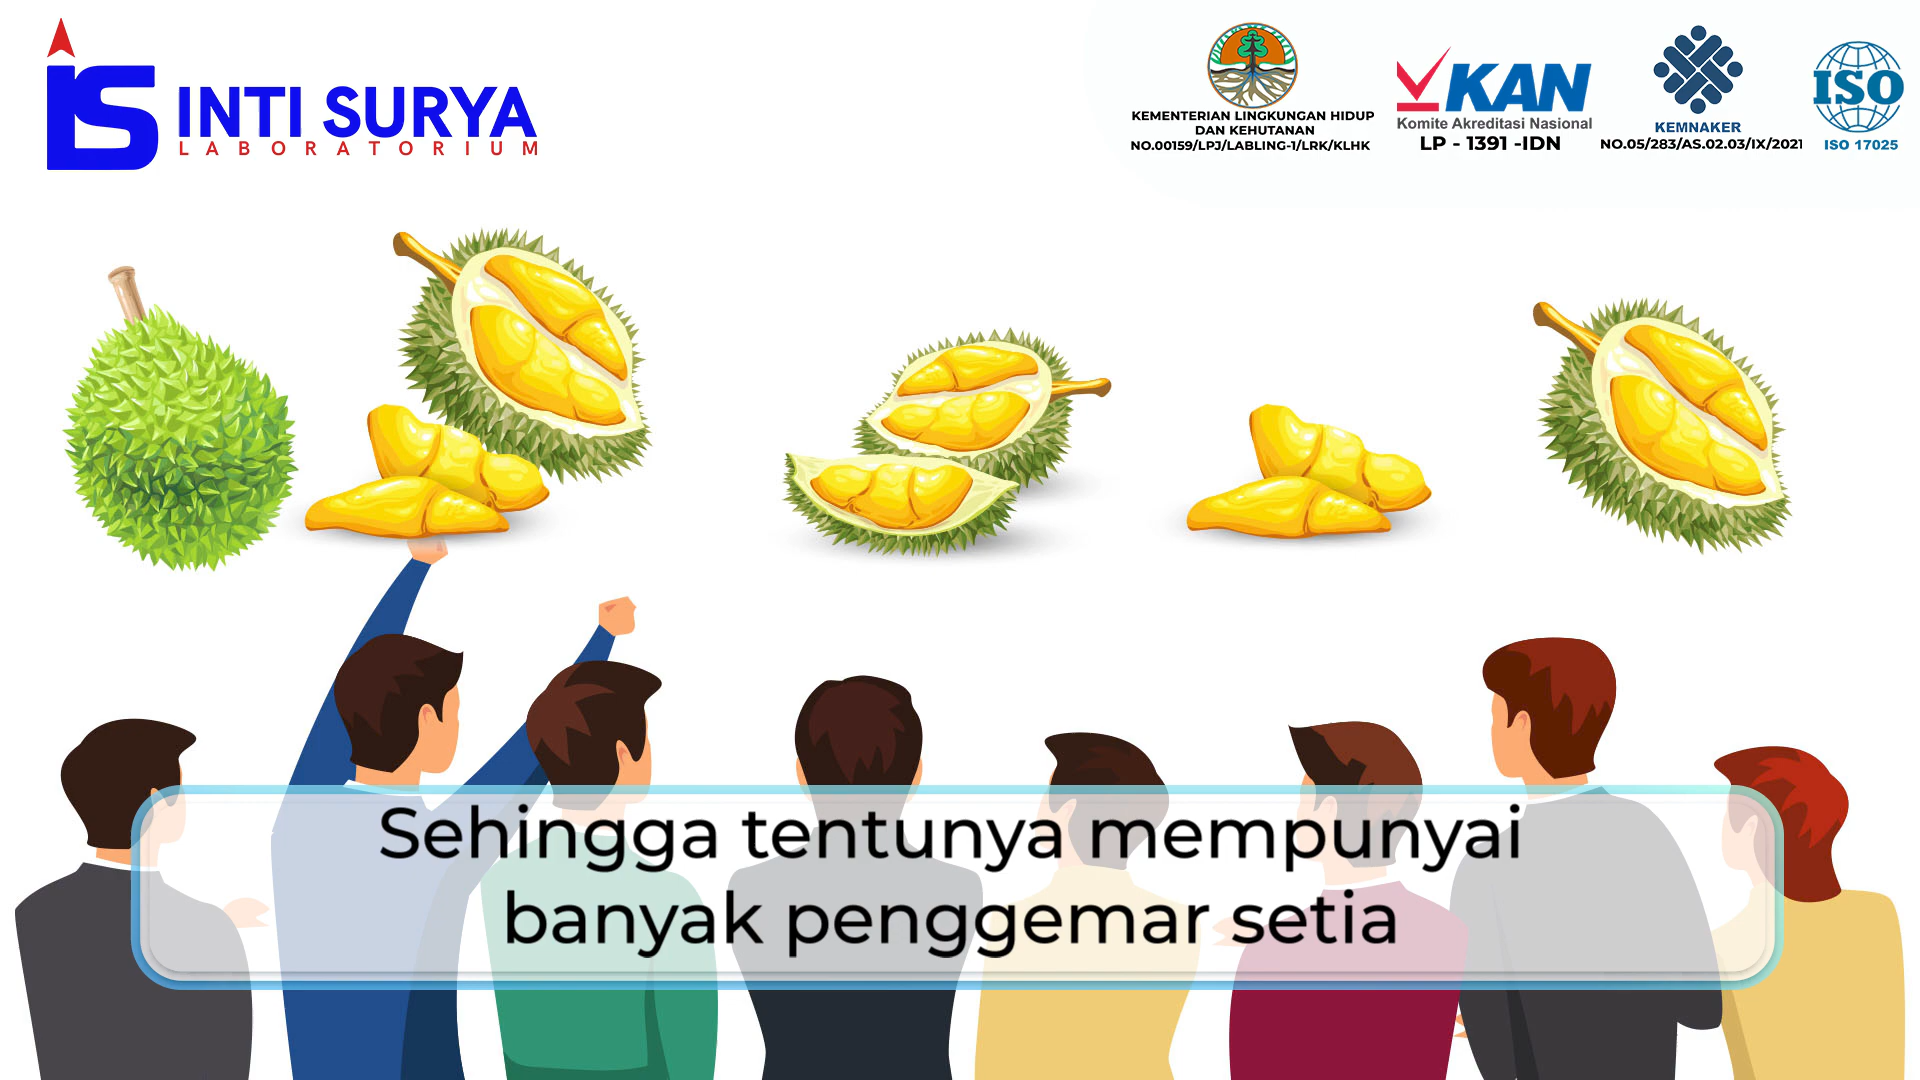 INTI SURYA
LABORATORIUM
KEMENTERIAN LINGKUNGAN HIDUP
DAN KEHUTANAN
NO.00159/LPJ/LABLING-1/LRK/KLHK
KAN
Komite Akreditasi Nasional
LP - 1391 -IDN
KEMNAKER
NO.05/283/AS.02.03/IX/2021
ISO
ISO 17025
Sehingga tentunya mempunyai
banyak penggemar setia